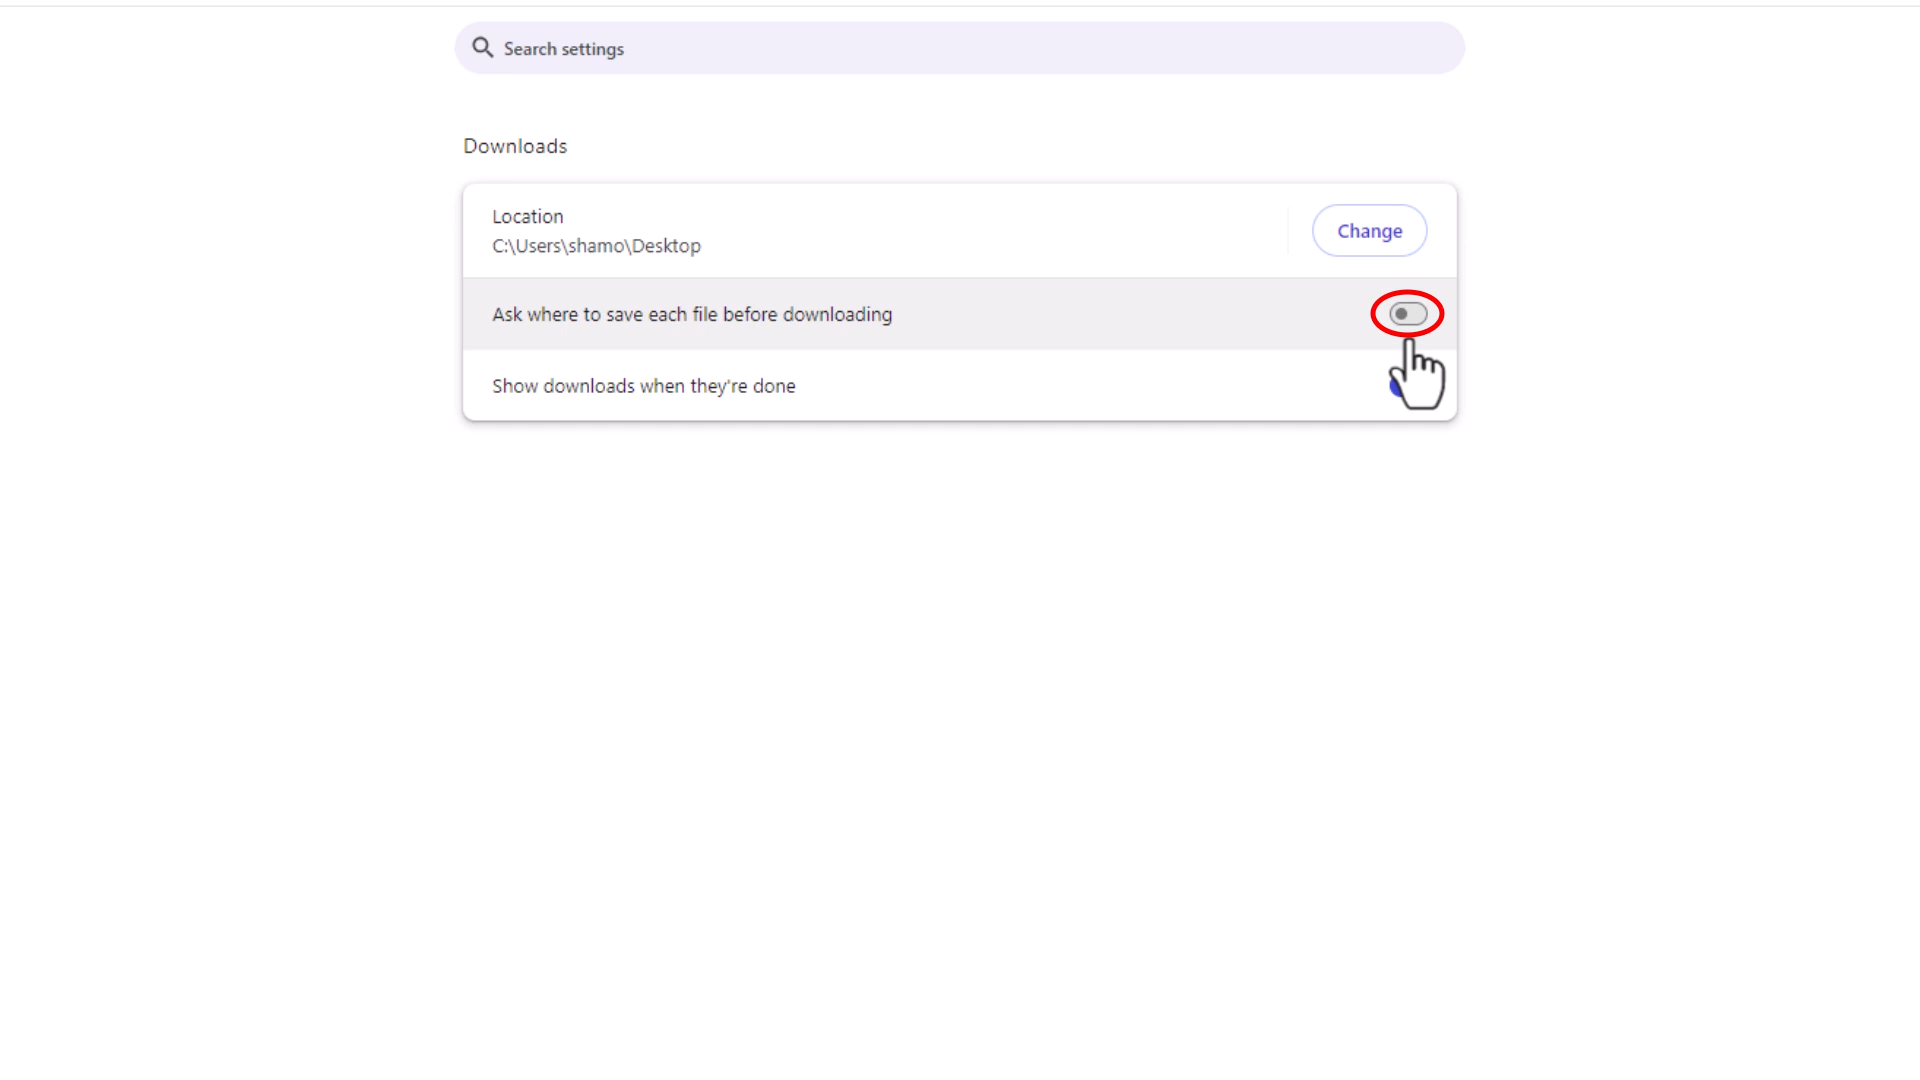 Search settings
Downloads
Location
C:\Users\shamo\Desktop
Change
Ask where to save each file before downloading
Show downloads when they're done